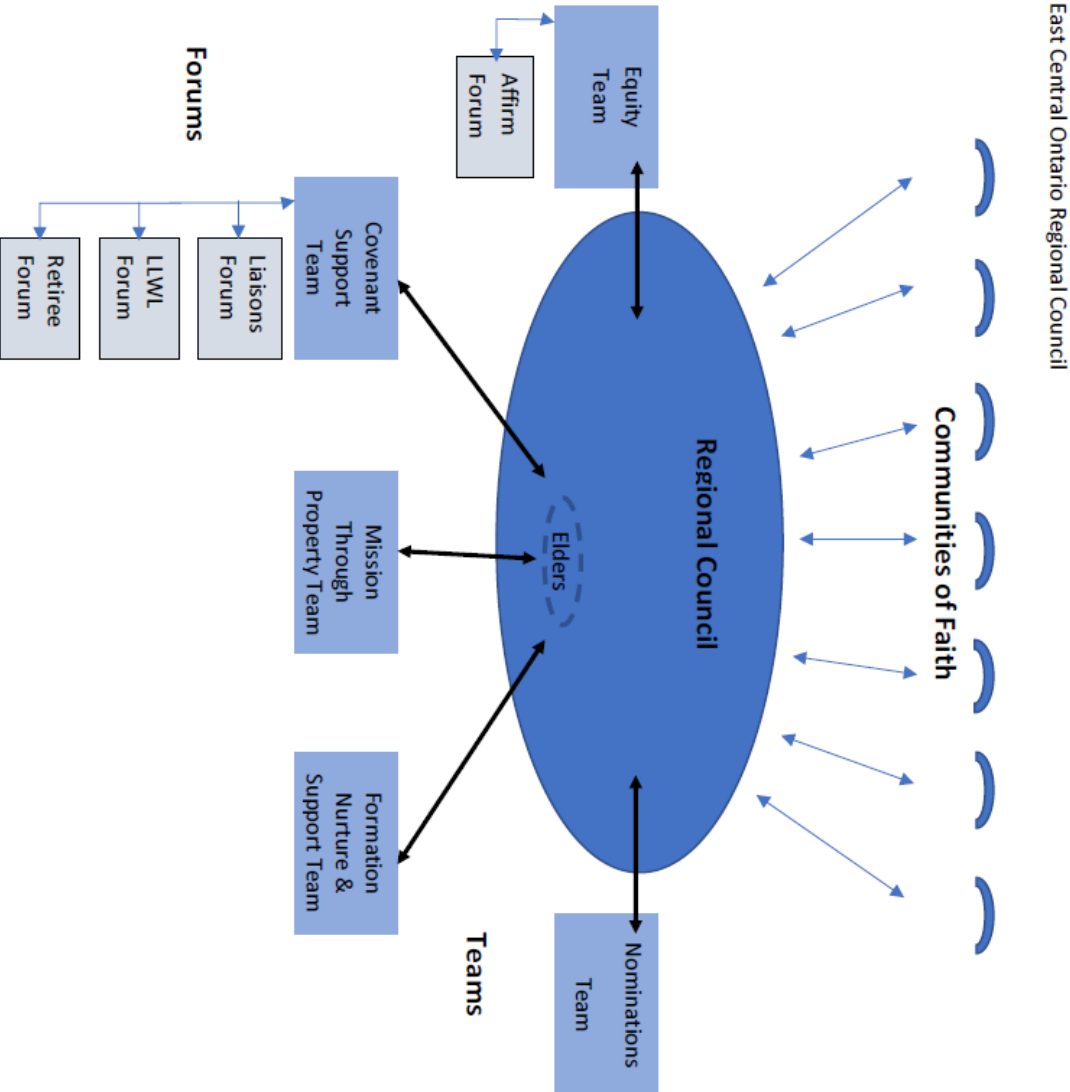 East Central Ontario Regional Council
Communities of Faith
Regional Council
Elders
Equity
Team
Affirm
Forum
Nominations
Team
Teams
Covenant
Support
Team
Mission
Through
Property Team
Formation
Nurture &
Support Team
Forums
Liaisons
Forum
LLWL
Forum
Retiree
Forum